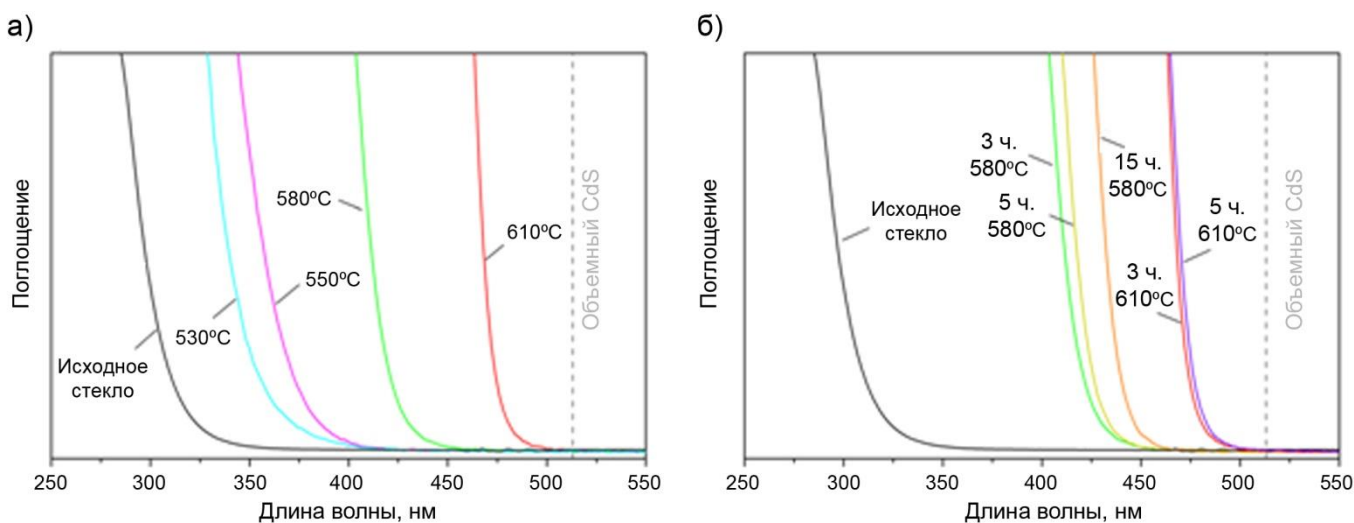 а)
Поглощение
Исходное
стекло
530ºC
550ºC
580ºC
610ºC
Объемный CdS
250 300 350 400 450 500 550
Длина волны, нм
б)
Поглощение
Исходное
стекло
3 ч.
580ºC
5 ч.
580ºC
15 ч.
580ºC
3 ч.
610ºC
5 ч.
610ºC
Объемный CdS
250 300 350 400 450 500 550
Длина волны, нм